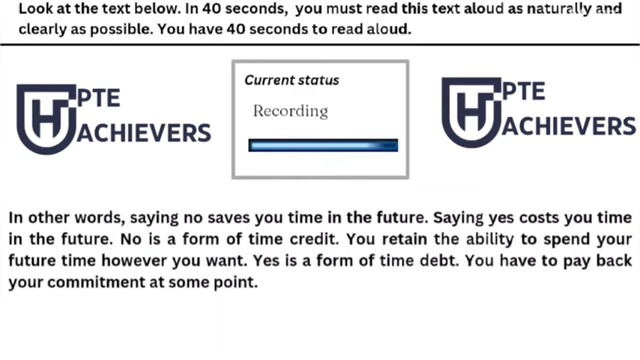 Look at the text below. In 40 seconds, you must read this text aloud as naturally and
clearly as possible. You have 40 seconds to read aloud.
PTE
ACHIEVERS
Current status
Recording
PTE
ACHIEVERS
In other words, saying no saves you time in the future. Saying yes costs you time
in the future. No is a form of time credit. You retain the ability to spend your
future time however you want. Yes is a form of time debt. You have to pay back
your commitment at some point.